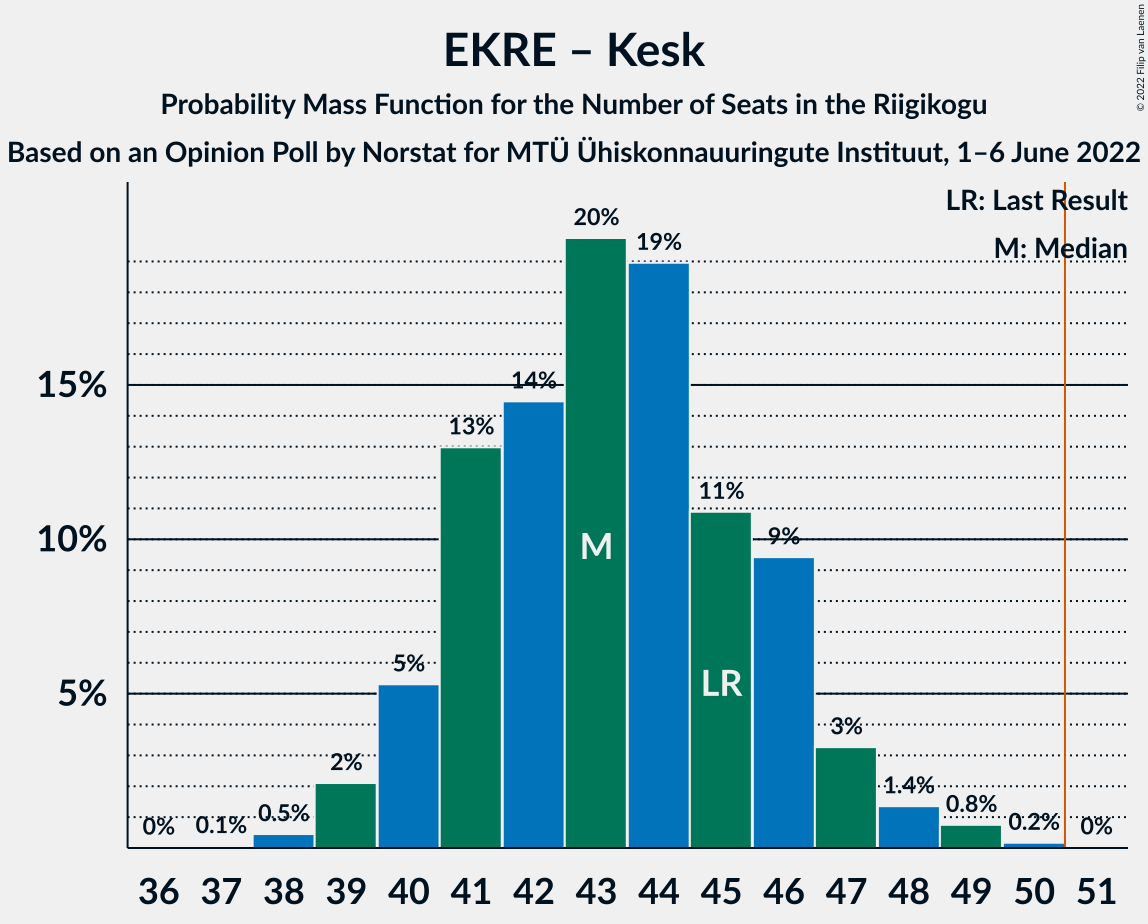 EKRE – Kesk
Probability Mass Function for the Number of Seats in the Riigikogu
Based on an Opinion Poll by Norstat for MTÜ Ühiskonnauuringute Instituut, 1–6 June 2022
© 2022 Filip van Laenen
LR: Last Result
M: Median
20%
19%
15%
14%
13%
11%
10%
9%
M
5%
LR
5%
3%
2%
1.4%
0.8%
0.5%
0.2%
0% 0.1% 0%
36 37 38 39 40 41 42 43 44 45 46 47 48 49 50 51